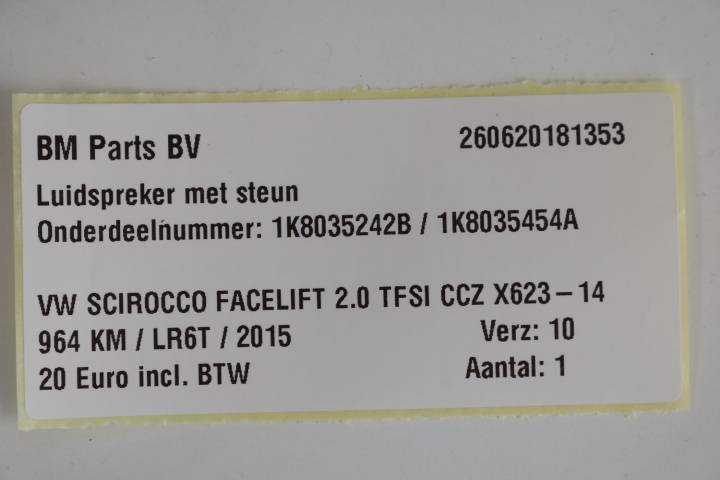 BM Parts BV 260620181353
Luidspreker met steun
Onderdeelnummer: 1K8035242B / 1K8035454A
VW SCIROCCO FACELIFT 2.0 TFSI CCZ X623-14
964 KM / LR6T / 2015 Verz: 10
20 Euro incl. BTW Aantal: 1